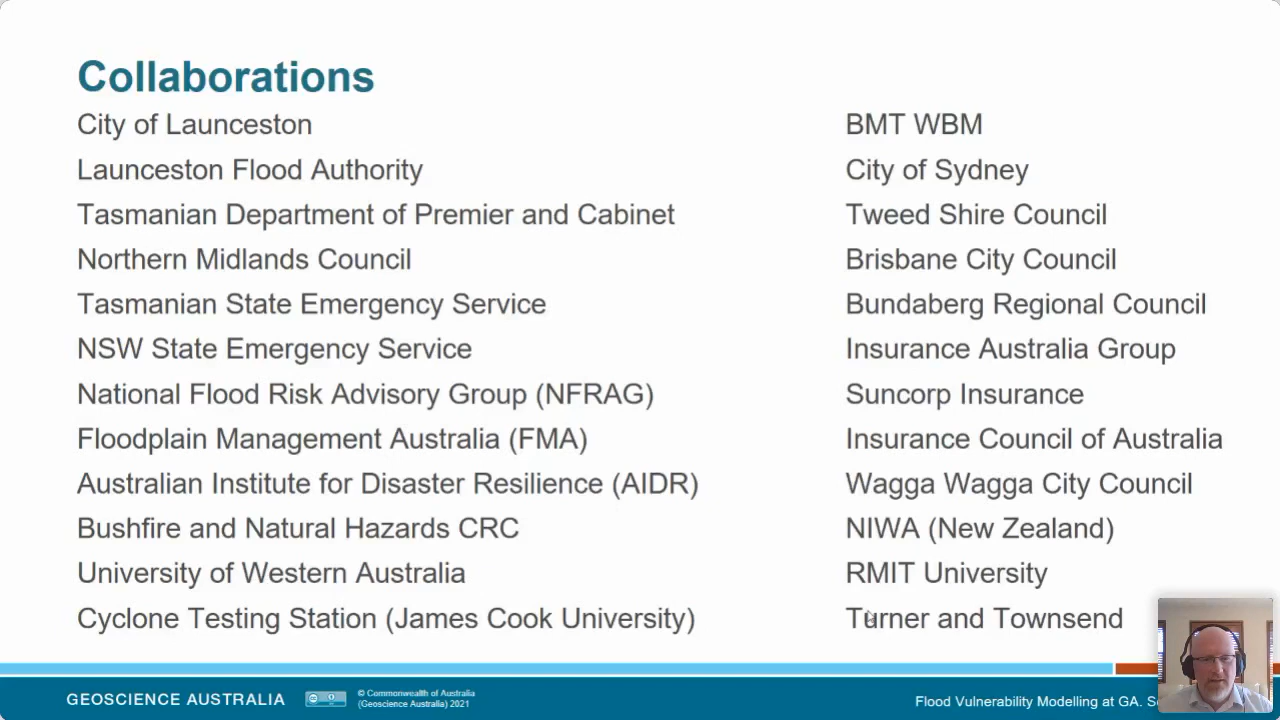 Collaborations
City of Launceston
Launceston Flood Authority
Tasmanian Department of Premier and Cabinet
Northern Midlands Council
Tasmanian State Emergency Service
NSW State Emergency Service
National Flood Risk Advisory Group (NFRAG)
Floodplain Management Australia (FMA)
Australian Institute for Disaster Resilience (AIDR)
Bushfire and Natural Hazards CRC
University of Western Australia
Cyclone Testing Station (James Cook University)
BMT WBM
City of Sydney
Tweed Shire Council
Brisbane City Council
Bundaberg Regional Council
Insurance Australia Group
Suncorp Insurance
Insurance Council of Australia
Wagga Wagga City Council
NIWA (New Zealand)
RMIT University
Turner and Townsend
GEOSCIENCE AUSTRALIA
© Commonwealth of Australia
(Geoscience Australia) 2021
Flood Vulnerability Modelling at GA.